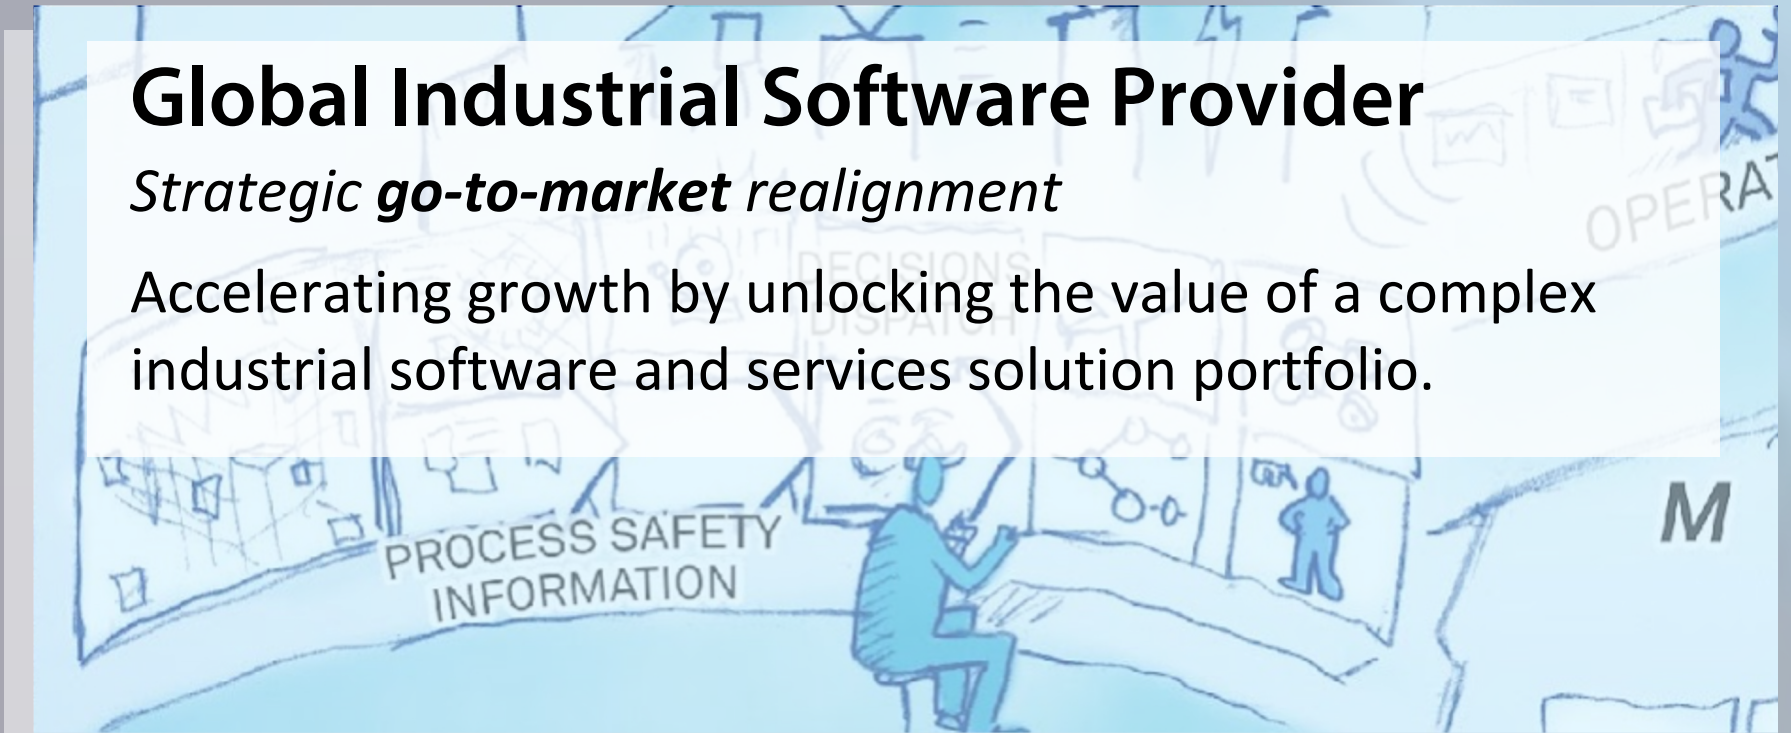 Global Industrial Software Provider
Strategic go-to-market realignment
Accelerating growth by unlocking the value of a complex
industrial software and services solution portfolio.
DECISIONS
DISPATCH
OPERAT
PROCESS SAFETY
INFORMATION
M